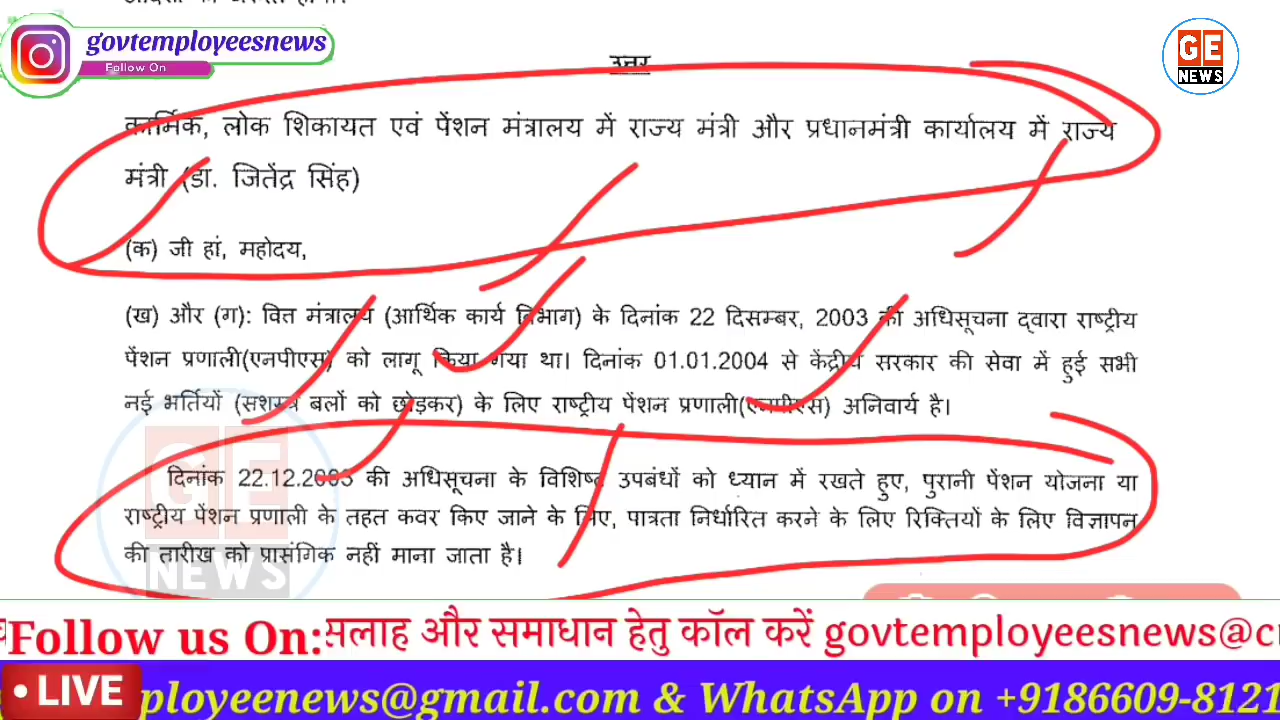 govtemployeesnews
Follow On
GE
NEWS
उत्तर
कार्मिक, लोक शिकायत एवं पेंशन मंत्रालय में राज्य मंत्री और प्रधानमंत्री कार्यालय में राज्य
मंत्री (डा. जितेंद्र सिंह)
(क) जी हां, महोदय,
(ख) और (ग): वित्त मंत्रालय (आर्थिक कार्य विभाग) के दिनांक 22 दिसम्बर, 2003 की अधिसूचना द्वारा राष्ट्रीय
पेंशन प्रणाली(एनपीएस) को लागू किया गया था। दिनांक 01.01.2004 से केंद्रीय सरकार की सेवा में हुई सभी
नई भर्तियों (सशस्त्र बलों को छोड़कर) के लिए राष्ट्रीय पेंशन प्रणाली(एनपीएस) अनिवार्य है।
दिनांक 22.12.2003 की अधिसूचना के विशिष्ट उपबंधों को ध्यान में रखते हुए, पुरानी पेंशन योजना या
राष्ट्रीय पेंशन प्रणाली के तहत कवर किए जाने के लिए, पात्रता निर्धारित करने के लिए रिक्तियों के लिए विज्ञापन
की तारीख को प्रासंगिक नहीं माना जाता है।
GE
NEWS
Follow us On: सलाह और समाधान हेतु कॉल करें govtemployeesnews@c
• LIVE ployeenews@gmail.com & WhatsApp on +9186609-8121